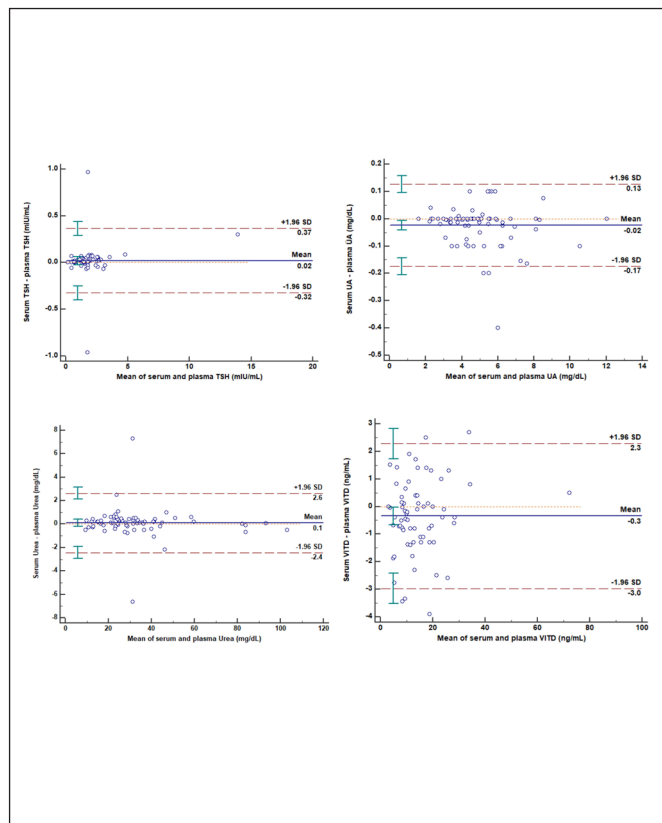 1.0
0.5
0.0
-0.5
-1.0
+1.96 SD
0.37
Mean
0.02
-1.96 SD
-0.32
0 5 10 15 20
Mean of serum and plasma TSH (mIU/mL)
Serum TSH - plasma TSH (mIU/mL)
0.2
0.1
0.0
-0.1
-0.2
-0.3
-0.4
-0.5
+1.96 SD
0.13
Mean
-0.02
-1.96 SD
-0.17
0 2 4 6 8 10 12 14
Mean of serum and plasma UA (mg/dL)
Serum UA - plasma UA (mg/dL)
8
6
4
2
0
-2
-4
-6
-8
+1.96 SD
2.6
Mean
0.1
-1.96 SD
-2.4
0 20 40 60 80 100 120
Mean of serum and plasma Urea (mg/dL)
Serum Urea - plasma Urea (mg/dL)
3
2
1
0
-1
-2
-3
-4
+1.96 SD
2.3
Mean
-0.3
-1.96 SD
-3.0
0 20 40 60 80 100
Mean of serum and plasma VITD (ng/mL)
Serum VITD - plasma VITD (ng/mL)